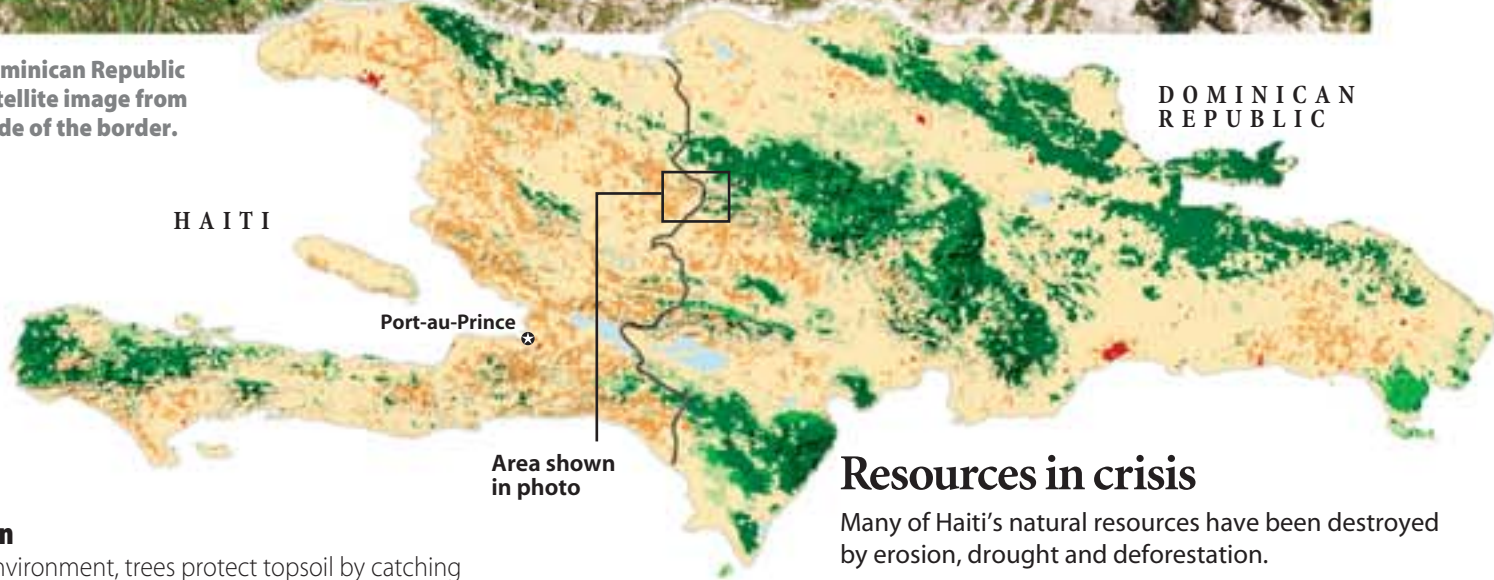 minican Republic
tellite image from
de of the border.
DOMINICAN
REPUBLIC
HAITI
Port-au-Prince
Area shown
in photo
Resources in crisis
Many of Haiti's natural resources have been destroyed
by erosion, drought and deforestation.
n
nvironment, trees protect topsoil by catching